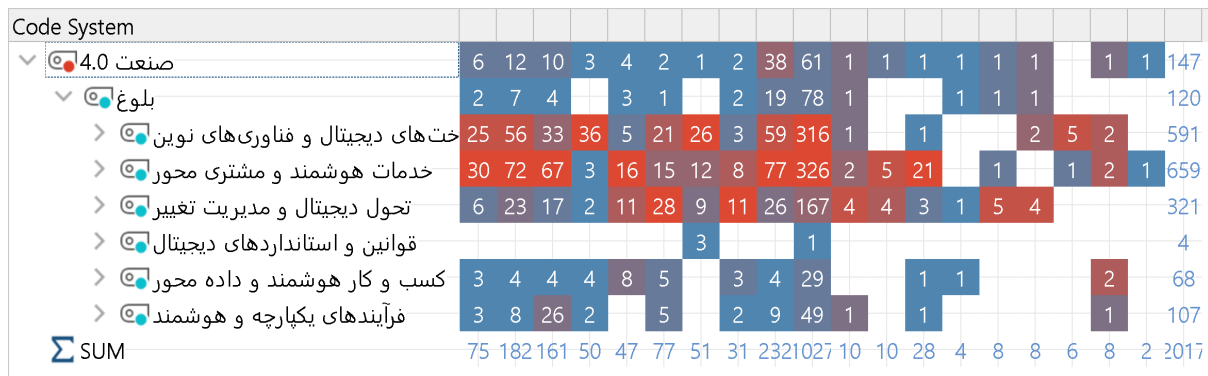 Code System
صنعت 4.0 6 12 10 3 4 2 1 2 38 61 1 1 1 1 1 1 1 1 147
بلوغ 2 7 4 3 1 2 19 78 1 1 1 1 120
خت‌های دیجیتال و فناوری‌های نوین 25 56 33 36 5 21 26 3 59 316 1 1 2 5 2 591
خدمات هوشمند و مشتری محور 30 72 67 3 16 15 12 8 77 326 2 5 21 1 1 2 1 659
تحول دیجیتال و مدیریت تغییر 6 23 17 2 11 28 9 11 26 167 4 4 3 1 5 4 321
قوانین و استانداردهای دیجیتال 3 1 4
کسب و کار هوشمند و داده محور 3 4 4 4 8 5 3 4 29 1 1 2 68
فرآیندهای یکپارچه و هوشمند 3 8 26 2 5 2 9 49 1 1 1 107
Σ SUM 75 182 161 50 47 77 51 31 232 1027 10 10 28 4 8 8 6 8 2 2017